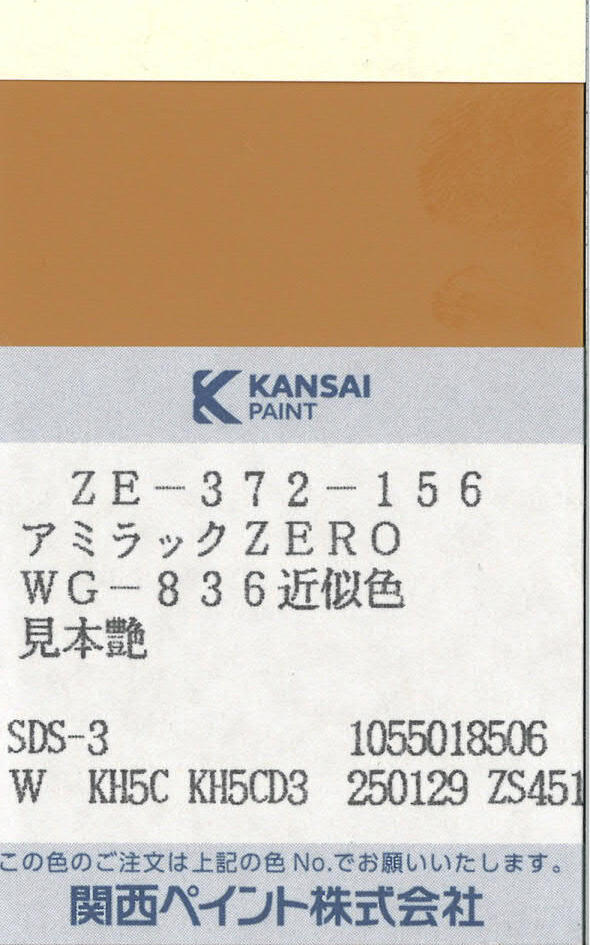 KANSAI
PAINT
ZE-372-156
アミラックZERO
WG-836近似色
見本艶
SDS-3 1055018506
W KH5C KH5CD3 250129 ZS451
この色のご注文は上記の色No.でお願いいたします。
関西ペイント株式会社